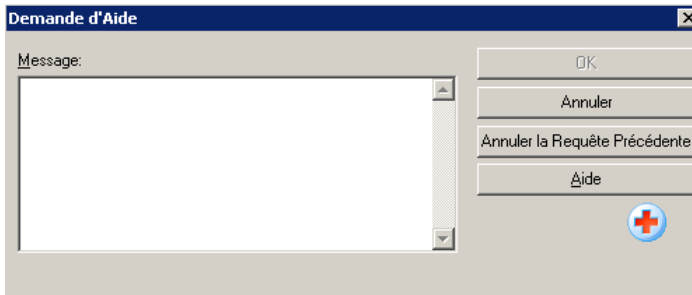 Demande d'Aide
Message:
OK
Annuler
Annuler la Requête Précédente
Aide